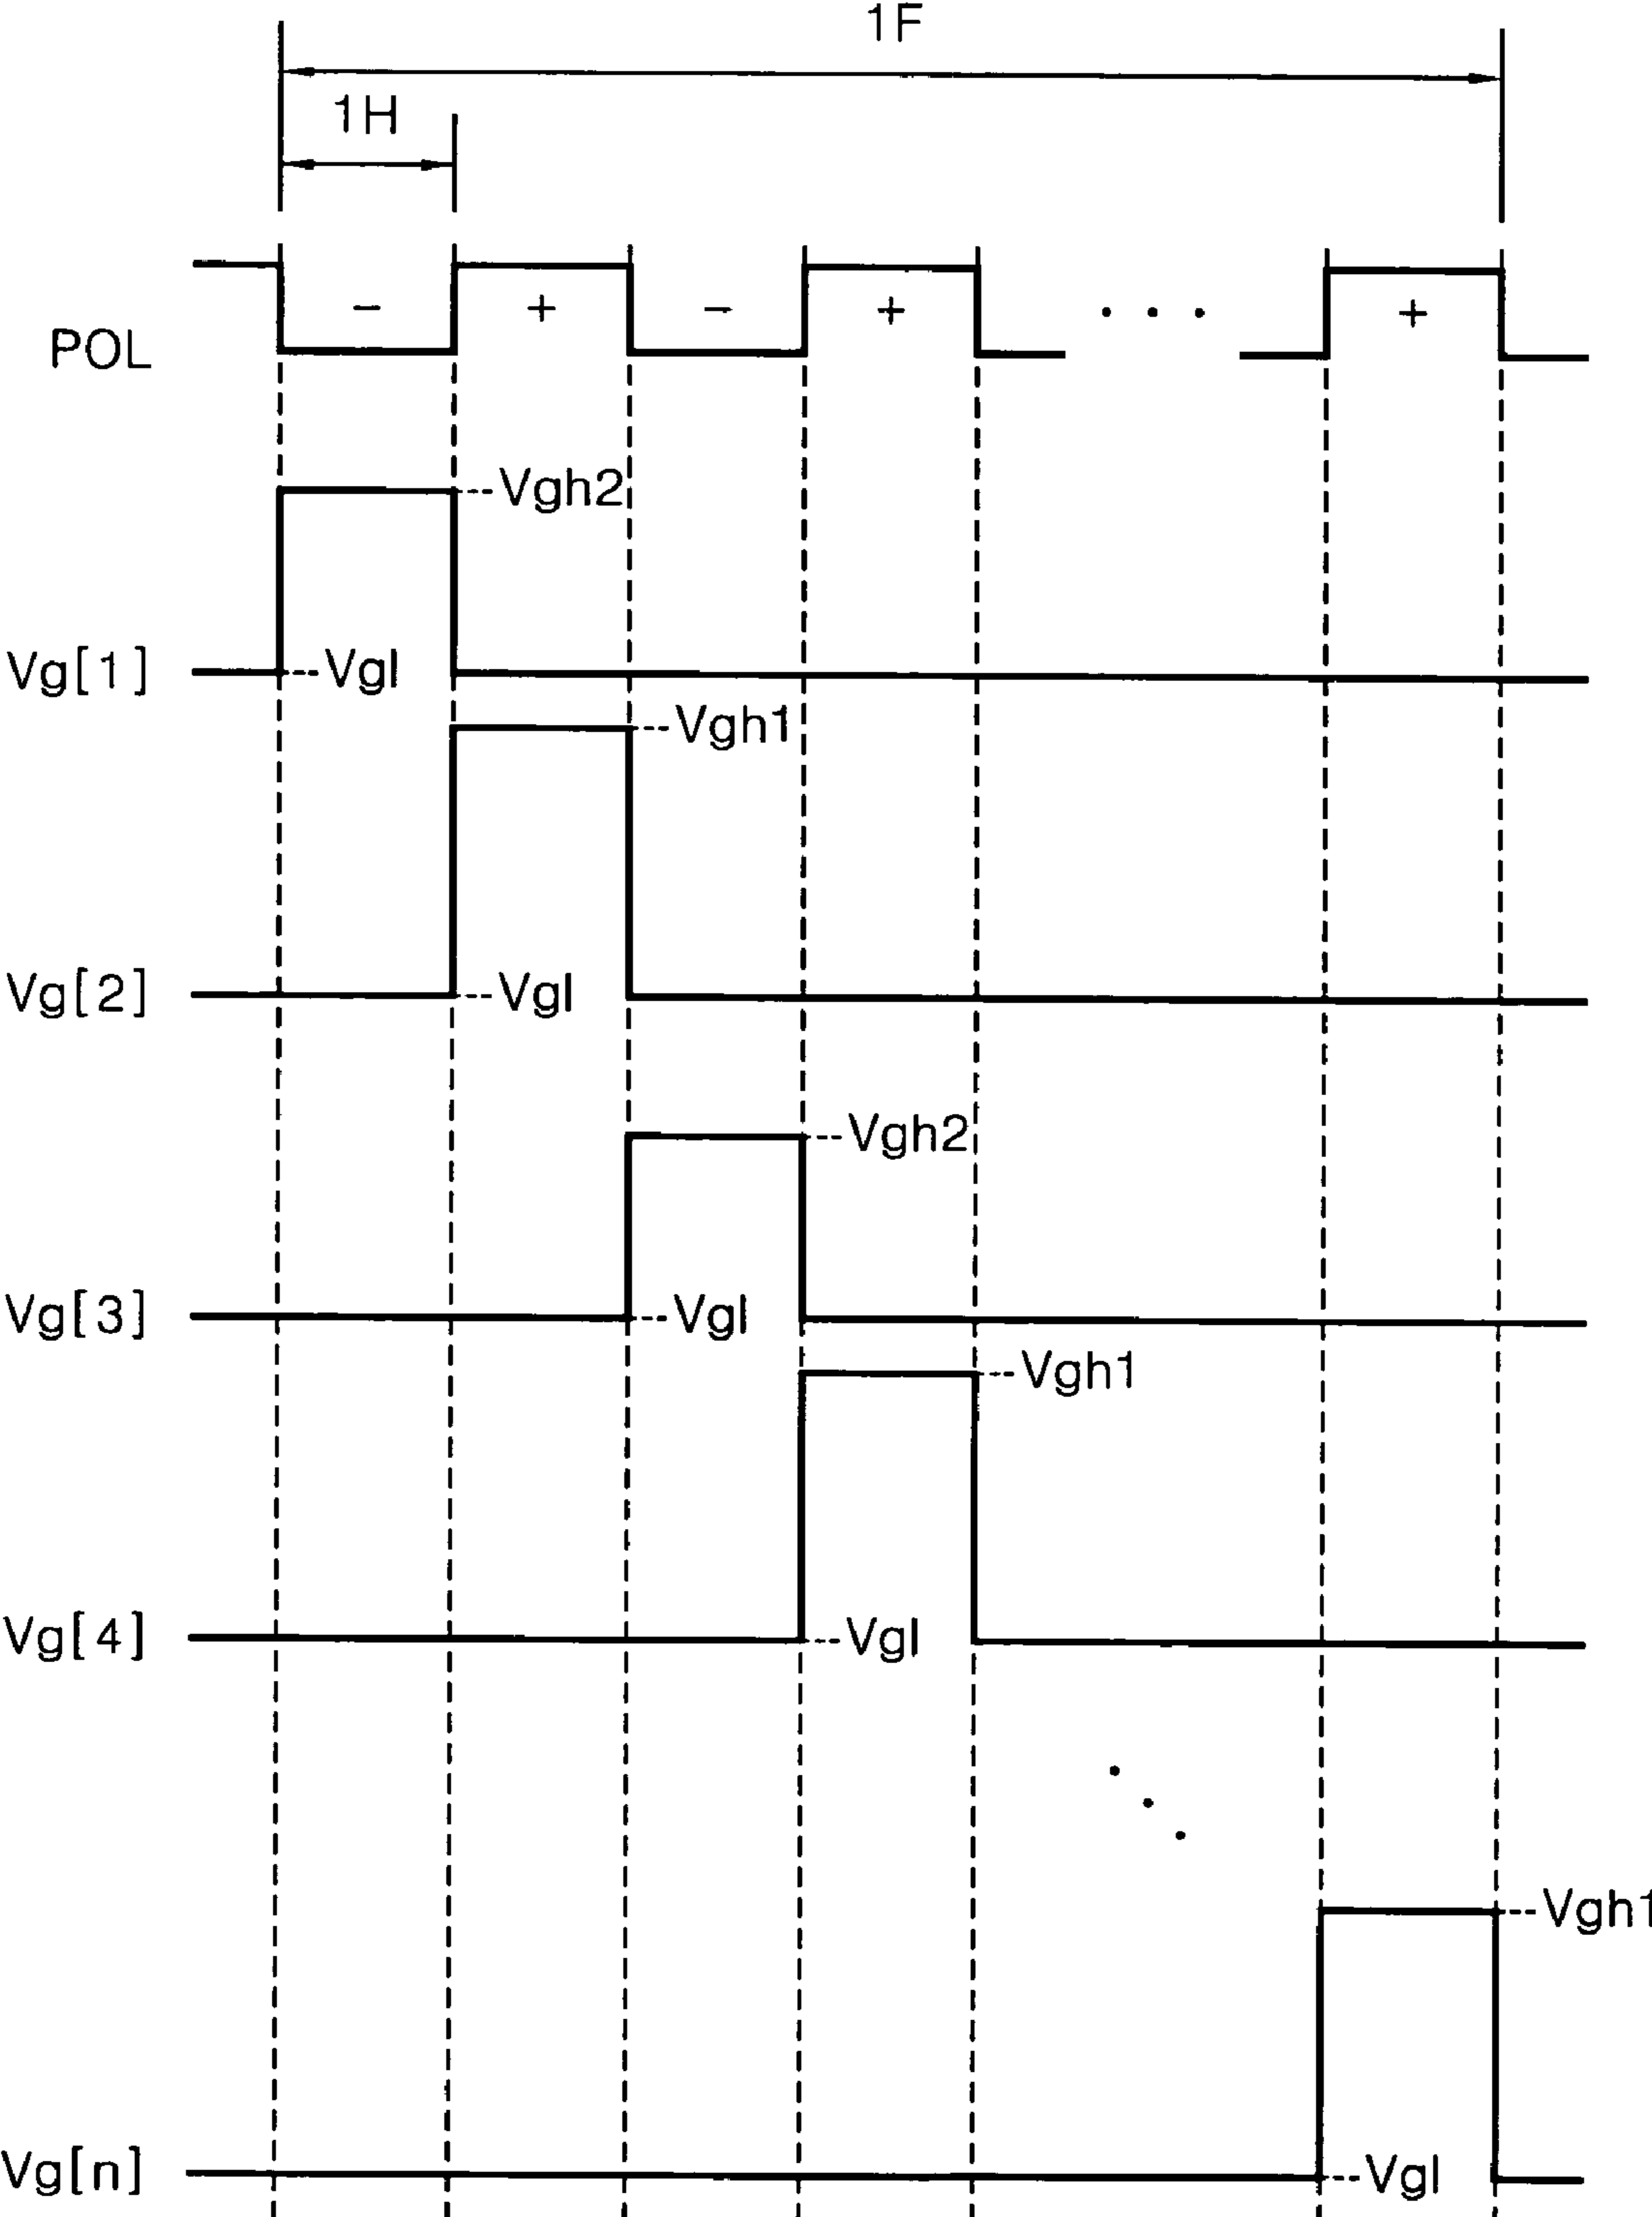 1F
1H
- + - + . . . +
POL
Vgh2
Vg[1] Vgl
Vgh1
Vg[2] Vgl
Vgh2
Vg[3] Vgl
Vgh1
Vg[4] Vgl
Vgh1
Vg[n] Vgl